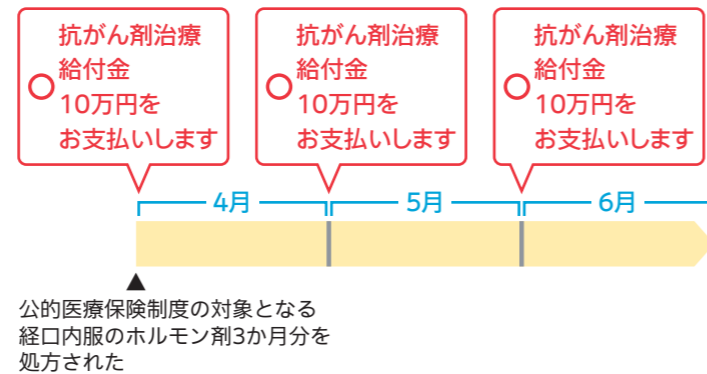 抗がん剤治療
給付金
○10万円を
お支払いします
抗がん剤治療
給付金
○10万円を
お支払いします
抗がん剤治療
給付金
○10万円を
お支払いします
4月
5月
6月
▲
公的医療保険制度の対象となる
経口内服のホルモン剤3か月分を
処方された